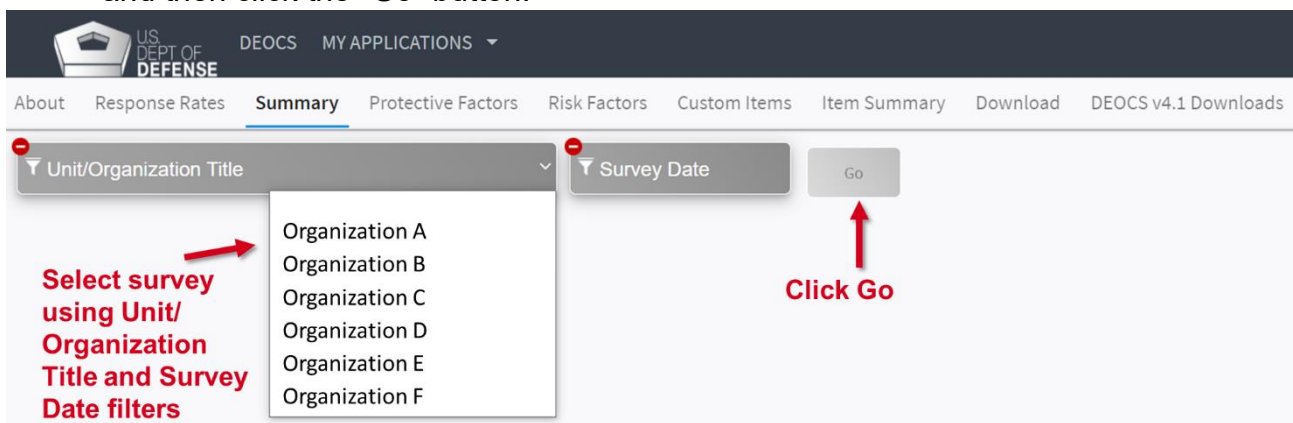 and then click the "Go" button.
U.S.
DEPT OF
DEFENSE
DEOCS MY APPLICATIONS
About Response Rates Summary Protective Factors Risk Factors Custom Items Item Summary Download DEOCS v4.1 Downloads
Unit/Organization Title Survey Date Go
Organization A
Organization B
Organization C
Organization D
Organization E
Organization F
Select survey
using Unit/
Organization
Title and Survey
Date filters
Click Go